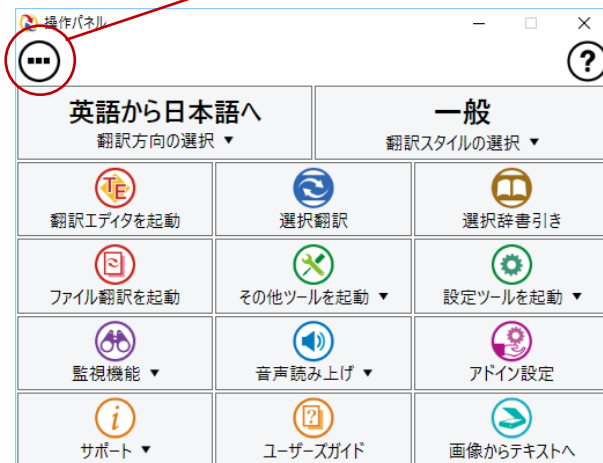 操作パネル
?
英語から日本語へ 一般
翻訳方向の選択 ▼ 翻訳スタイルの選択 ▼
TE
翻訳エディタを起動 選択翻訳 選択辞書引き
ファイル翻訳を起動 その他ツールを起動 ▼ 設定ツールを起動 ▼
監視機能 ▼ 音声読み上げ ▼ アドイン設定
i ?
サポート ▼ ユーザーズガイド 画像からテキストへ